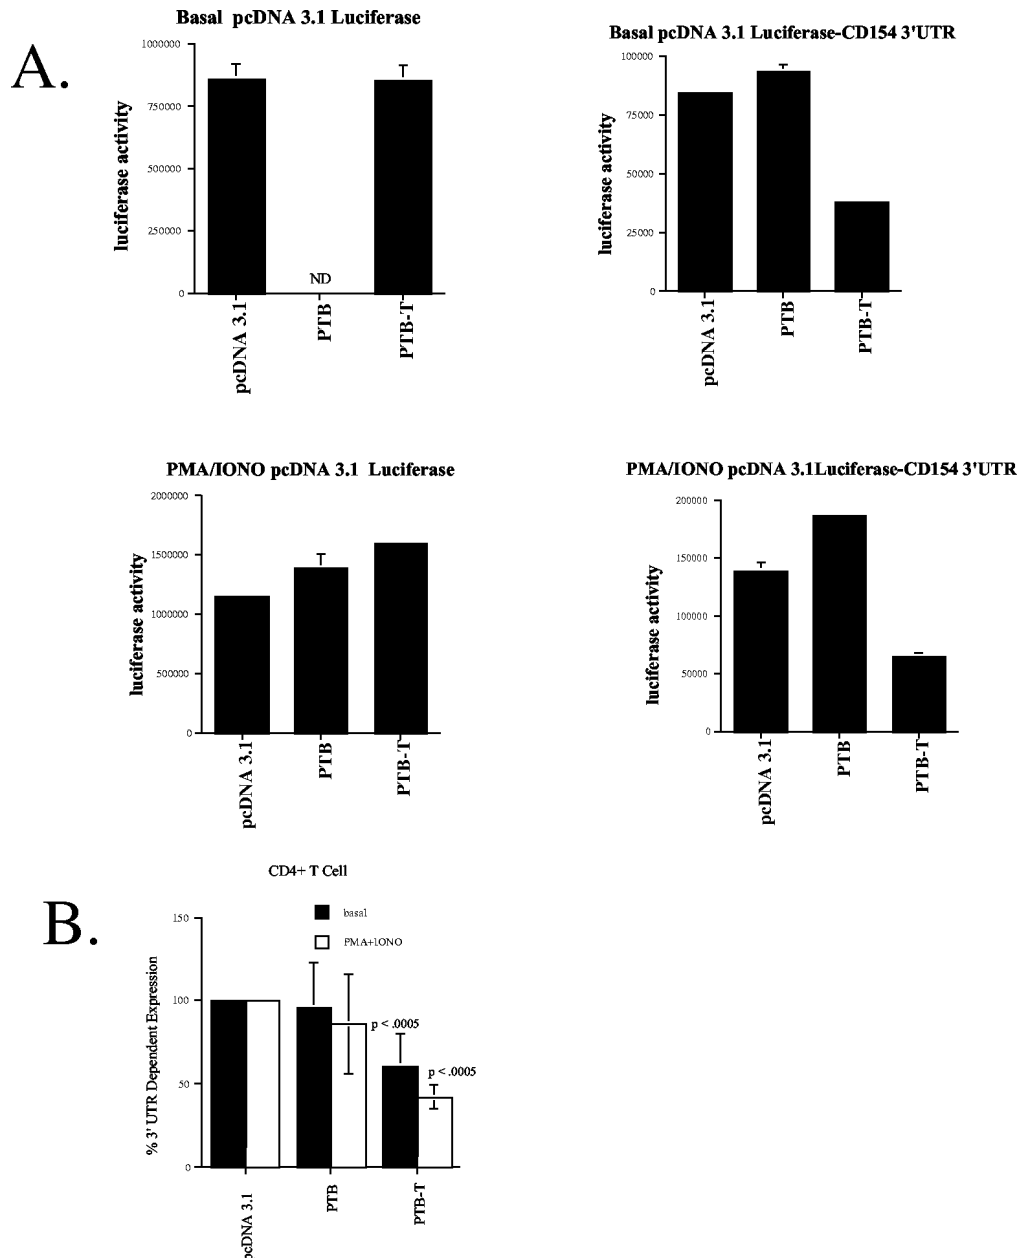 A.
Basal pcDNA 3.1 Luciferase
luciferase activity
1000000
750000
500000
250000
0
ND
pcDNA 3.1
PTB
PTB-T
Basal pcDNA 3.1 Luciferase-CD154 3'UTR
luciferase activity
100000
75000
50000
25000
0
pcDNA 3.1
PTB
PTB-T
PMA/IONO pcDNA 3.1 Luciferase
luciferase activity
2000000
1500000
1000000
500000
0
pcDNA 3.1
PTB
PTB-T
PMA/IONO pcDNA 3.1Luciferase-CD154 3'UTR
luciferase activity
200000
150000
100000
50000
0
pcDNA 3.1
PTB
PTB-T
B.
CD4+ T Cell
basal
PMA+IONO
% 3' UTR Dependent Expression
150
100
50
0
p < .0005
p < .0005
pcDNA 3.1
PTB
PTB-T